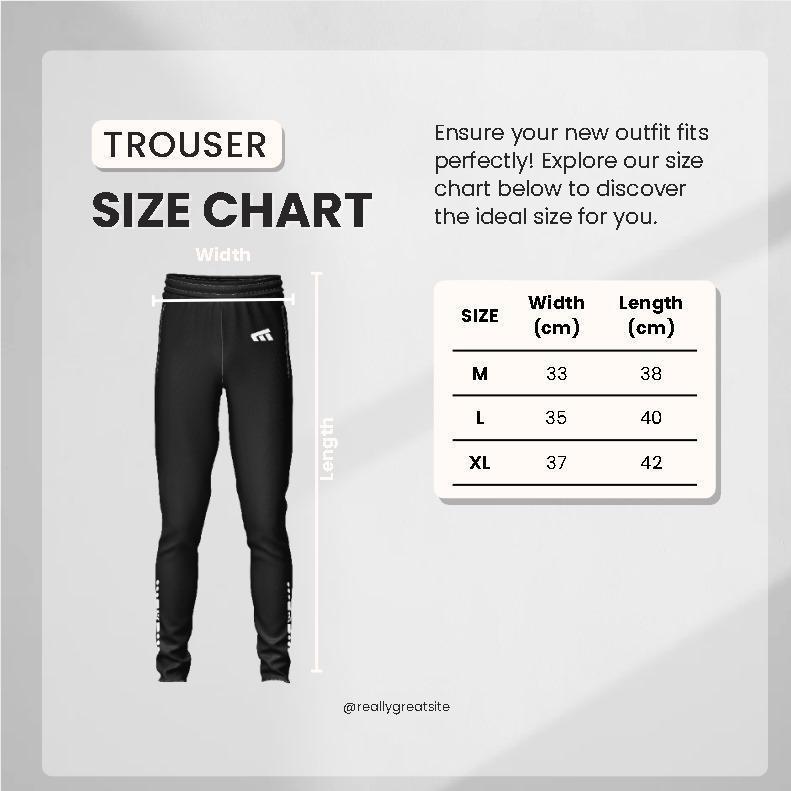 TROUSER
SIZE CHART
Ensure your new outfit fits
perfectly! Explore our size
chart below to discover
the ideal size for you.
Width
Length
SIZE Width (cm) Length (cm)
M 33 38
L 35 40
XL 37 42
@reallygreatsite